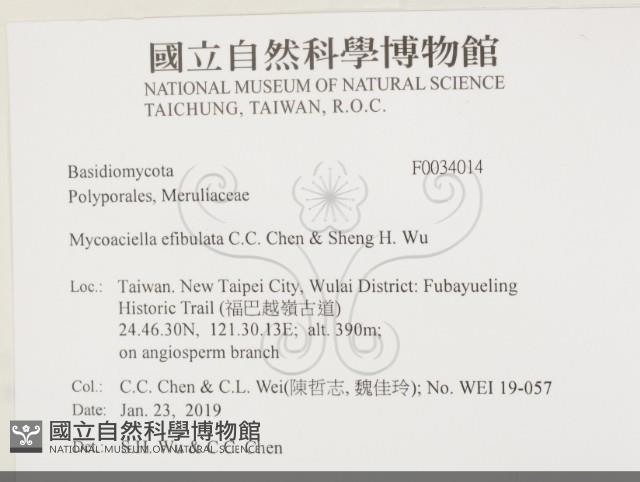 國立自然科學博物館
NATIONAL MUSEUM OF NATURAL SCIENCE
TAICHUNG, TAIWAN, R.O.C.
Basidiomycota F0034014
Polyporales, Meruliaceae
Mycoaciella efibulata C.C. Chen & Sheng H. Wu
Loc.: Taiwan. New Taipei City, Wulai District: Fubayueling
Historic Trail (福巴越嶺古道)
24.46.30N, 121.30.13E; alt. 390m;
on angiosperm branch
Col.: C.C. Chen & C.L. Wei(陳哲志, 魏佳玲); No. WEI 19-057
Date: Jan. 23, 2019
Det.: S.H. Wu & C.C. Chen
國立自然科學博物館
NATIONAL MUSEUM OF NATURAL SCIENCE